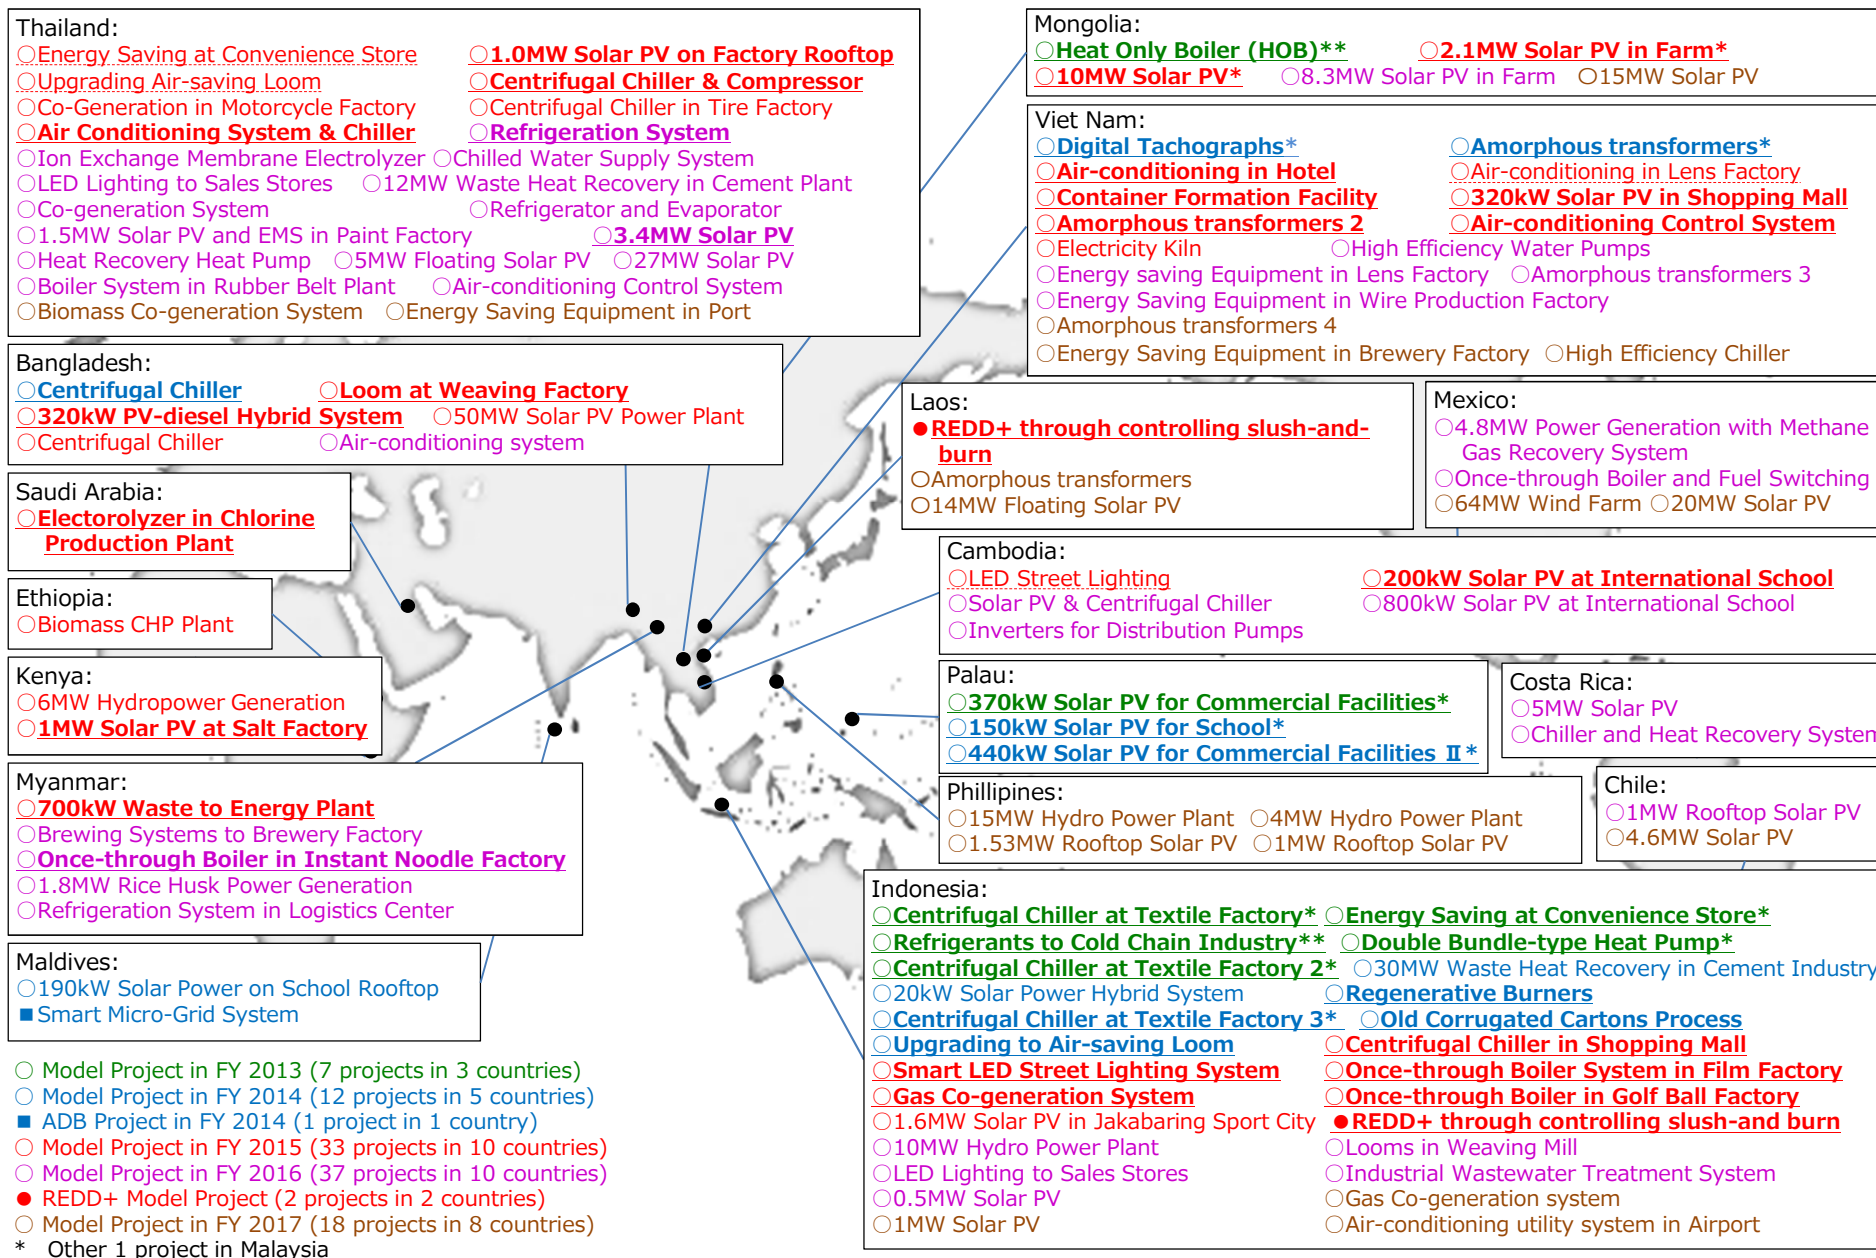 Thailand:
○Energy Saving at Convenience Store ○1.0MW Solar PV on Factory Rooftop
○Upgrading Air-saving Loom ○Centrifugal Chiller & Compressor
○Co-Generation in Motorcycle Factory ○Centrifugal Chiller in Tire Factory
○Air Conditioning System & Chiller ○Refrigeration System
○Ion Exchange Membrane Electrolyzer ○Chilled Water Supply System
○LED Lighting to Sales Stores ○12MW Waste Heat Recovery in Cement Plant
○Co-generation System ○Refrigerator and Evaporator
○1.5MW Solar PV and EMS in Paint Factory ○3.4MW Solar PV
○Heat Recovery Heat Pump ○5MW Floating Solar PV ○27MW Solar PV
○Boiler System in Rubber Belt Plant ○Air-conditioning Control System
○Biomass Co-generation System ○Energy Saving Equipment in Port
Mongolia:
○Heat Only Boiler (HOB)** ○2.1MW Solar PV in Farm*
○10MW Solar PV* ○8.3MW Solar PV in Farm ○15MW Solar PV
Viet Nam:
○Digital Tachographs* ○Amorphous transformers*
○Air-conditioning in Hotel ○Air-conditioning in Lens Factory
○Container Formation Facility ○320kW Solar PV in Shopping Mall
○Amorphous transformers 2 ○Air-conditioning Control System
○Electricity Kiln ○High Efficiency Water Pumps
○Energy saving Equipment in Lens Factory ○Amorphous transformers 3
○Energy Saving Equipment in Wire Production Factory
○Amorphous transformers 4
○Energy Saving Equipment in Brewery Factory ○High Efficiency Chiller
Bangladesh:
○Centrifugal Chiller ○Loom at Weaving Factory
○320kW PV-diesel Hybrid System ○50MW Solar PV Power Plant
○Centrifugal Chiller ○Air-conditioning system
Laos:
●REDD+ through controlling slush-and-
burn
○Amorphous transformers
○14MW Floating Solar PV
Mexico:
○4.8MW Power Generation with Methane
Gas Recovery System
○Once-through Boiler and Fuel Switching
○64MW Wind Farm ○20MW Solar PV
Saudi Arabia:
○Electorolyzer in Chlorine
Production Plant
Cambodia:
○LED Street Lighting ○200kW Solar PV at International School
○Solar PV & Centrifugal Chiller ○800kW Solar PV at International School
○Inverters for Distribution Pumps
Ethiopia:
○Biomass CHP Plant
Kenya:
○6MW Hydropower Generation
○1MW Solar PV at Salt Factory
Palau:
○370kW Solar PV for Commercial Facilities*
○150kW Solar PV for School*
○440kW Solar PV for Commercial Facilities Ⅱ*
Costa Rica:
○5MW Solar PV
○Chiller and Heat Recovery System
Myanmar:
○700kW Waste to Energy Plant
○Brewing Systems to Brewery Factory
○Once-through Boiler in Instant Noodle Factory
○1.8MW Rice Husk Power Generation
○Refrigeration System in Logistics Center
Phillipines:
○15MW Hydro Power Plant ○4MW Hydro Power Plant
○1.53MW Rooftop Solar PV ○1MW Rooftop Solar PV
Chile:
○1MW Rooftop Solar PV
○4.6MW Solar PV
Maldives:
○190kW Solar Power on School Rooftop
■Smart Micro-Grid System
Indonesia:
○Centrifugal Chiller at Textile Factory* ○Energy Saving at Convenience Store*
○Refrigerants to Cold Chain Industry** ○Double Bundle-type Heat Pump*
○Centrifugal Chiller at Textile Factory 2* ○30MW Waste Heat Recovery in Cement Industry
○20kW Solar Power Hybrid System ○Regenerative Burners
○Centrifugal Chiller at Textile Factory 3* ○Old Corrugated Cartons Process
○Upgrading to Air-saving Loom ○Centrifugal Chiller in Shopping Mall
○Smart LED Street Lighting System ○Once-through Boiler System in Film Factory
○Gas Co-generation System ○Once-through Boiler in Golf Ball Factory
○1.6MW Solar PV in Jakabaring Sport City ●REDD+ through controlling slush-and burn
○10MW Hydro Power Plant ○Looms in Weaving Mill
○LED Lighting to Sales Stores ○Industrial Wastewater Treatment System
○0.5MW Solar PV ○Gas Co-generation system
○1MW Solar PV ○Air-conditioning utility system in Airport
○ Model Project in FY 2013 (7 projects in 3 countries)
○ Model Project in FY 2014 (12 projects in 5 countries)
■ ADB Project in FY 2014 (1 project in 1 country)
○ Model Project in FY 2015 (33 projects in 10 countries)
○ Model Project in FY 2016 (37 projects in 10 countries)
● REDD+ Model Project (2 projects in 2 countries)
○ Model Project in FY 2017 (18 projects in 8 countries)
* Other 1 project in Malaysia